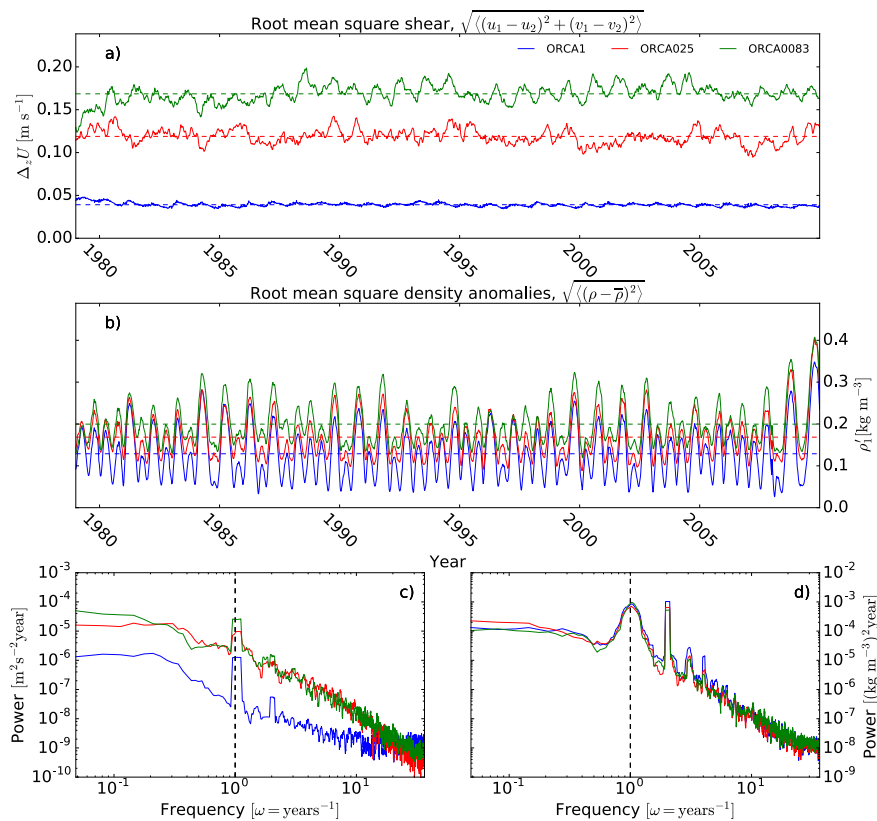 Root mean square shear, √⟨(u₁ − u₂)² + (v₁ − v₂)²⟩
a)
ORCA1 ORCA025 ORCA0083
0.20
0.15
0.10
0.05
0.00
Δ_z U [m s⁻¹]
1980 1985 1990 1995 2000 2005
Root mean square density anomalies, √⟨(ρ − ρ̅)²⟩
b)
0.4
0.3
0.2
0.1
0.0
ρ′₁[kg m⁻³]
1980 1985 1990 1995 2000 2005
Year
c)
10⁻³
10⁻⁴
10⁻⁵
10⁻⁶
10⁻⁷
10⁻⁸
10⁻⁹
10⁻¹⁰
Power [m²s⁻²year]
10⁻¹ 10⁰ 10¹
Frequency [ω = years⁻¹]
d)
10⁻²
10⁻³
10⁻⁴
10⁻⁵
10⁻⁶
10⁻⁷
10⁻⁸
10⁻⁹
Power [(kg m⁻³)²year]
10⁻¹ 10⁰ 10¹
Frequency [ω = years⁻¹]